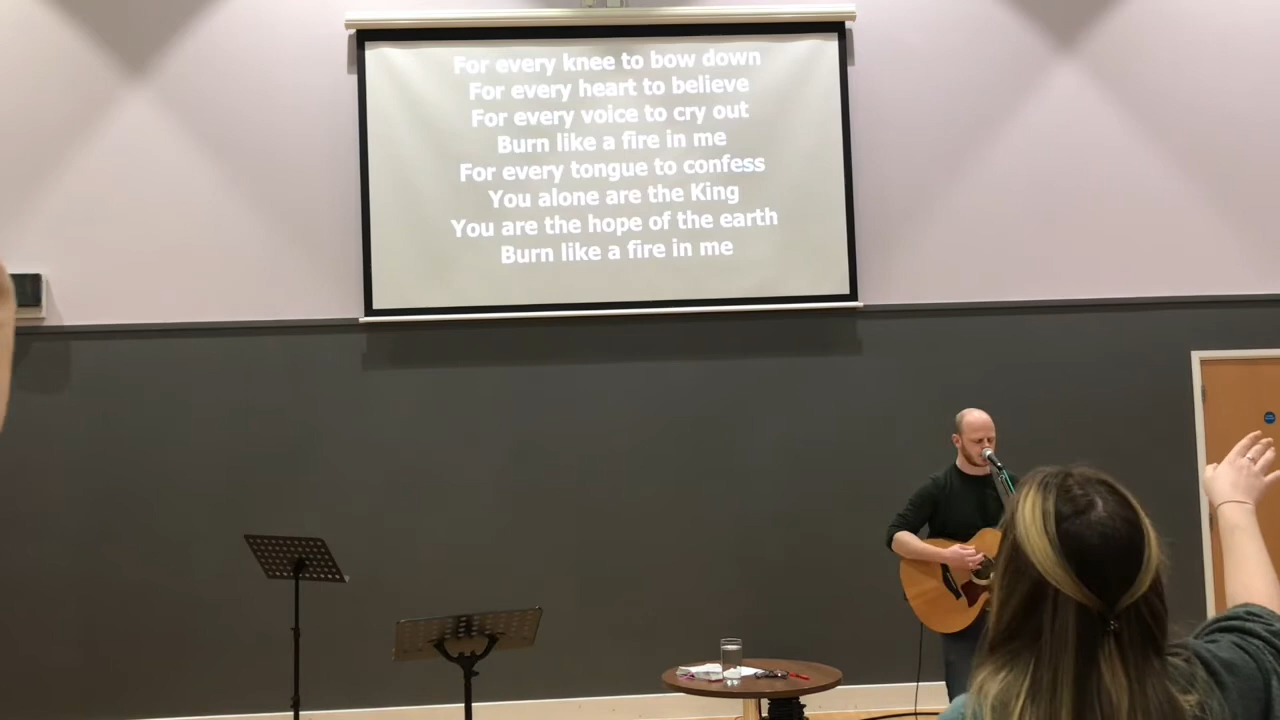 For every knee to bow down
For every heart to believe
For every voice to cry out
Burn like a fire in me
For every tongue to confess
You alone are the King
You are the hope of the earth
Burn like a fire in me